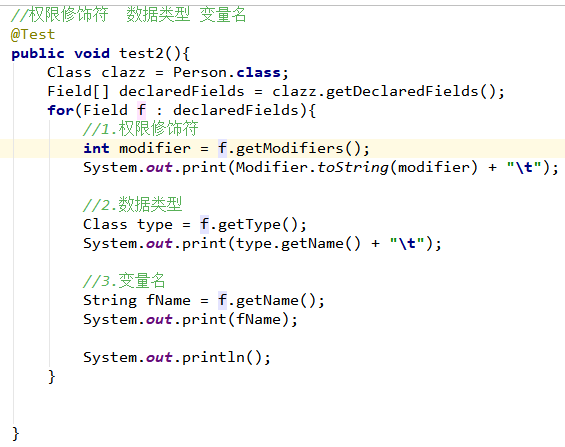 //权限修饰符  数据类型 变量名
@Test
public void test2(){
    Class clazz = Person.class;
    Field[] declaredFields = clazz.getDeclaredFields();
    for(Field f : declaredFields){
        //1.权限修饰符
        int modifier = f.getModifiers();
        System.out.print(Modifier.toString(modifier) + "\t");
        //2.数据类型
        Class type = f.getType();
        System.out.print(type.getName() + "\t");
        //3.变量名
        String fName = f.getName();
        System.out.print(fName);
        System.out.println();
    }
}